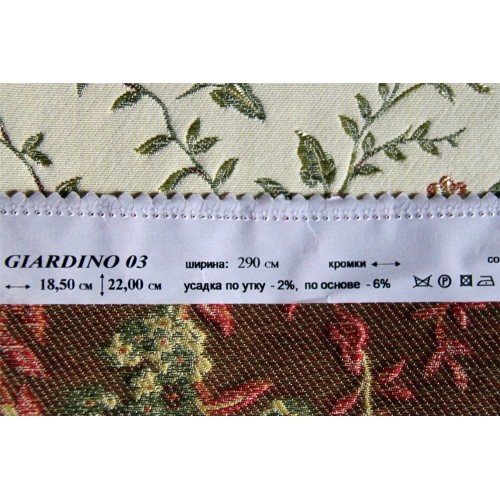 GIARDINO 03 ширина: 290 см кромки ↔ со
↔ 18,50 см ↕ 22,00 см усадка по утку - 2%, по основе - 6% P